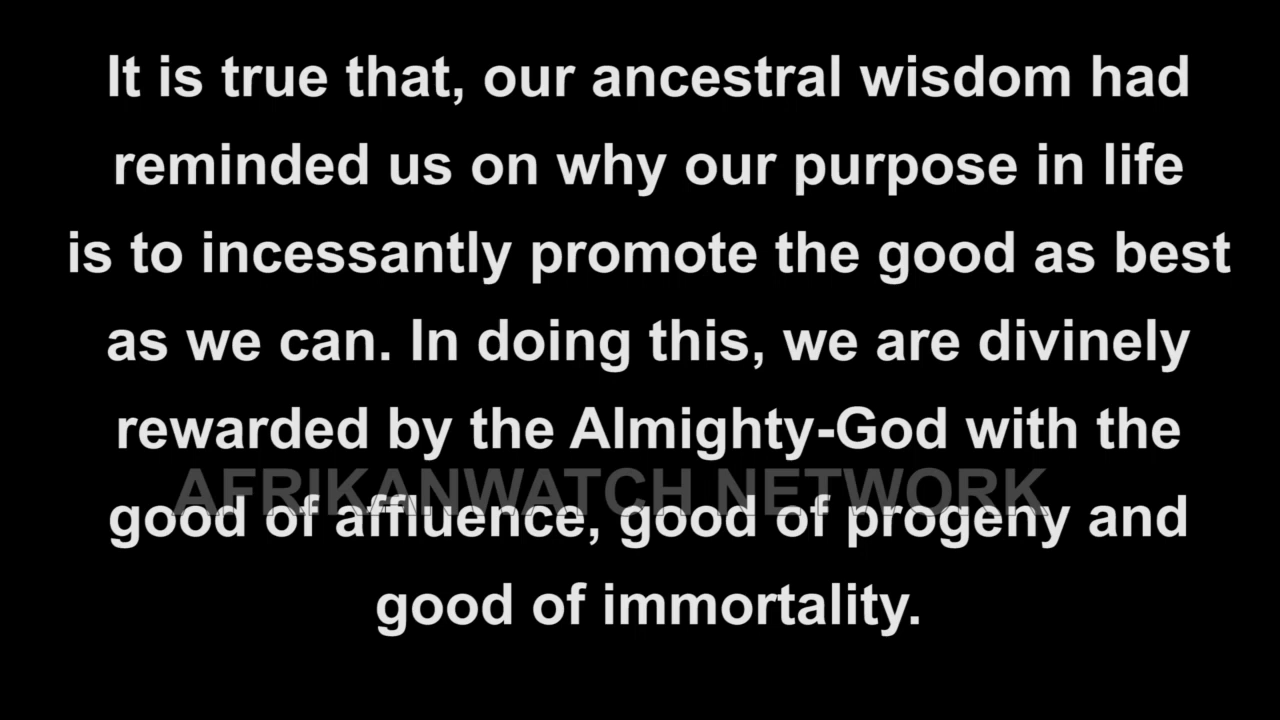 It is true that, our ancestral wisdom had
reminded us on why our purpose in life
is to incessantly promote the good as best
as we can. In doing this, we are divinely
rewarded by the Almighty-God with the
AFRIKANWATCH NETWORK
good of affluence, good of progeny and
good of immortality.